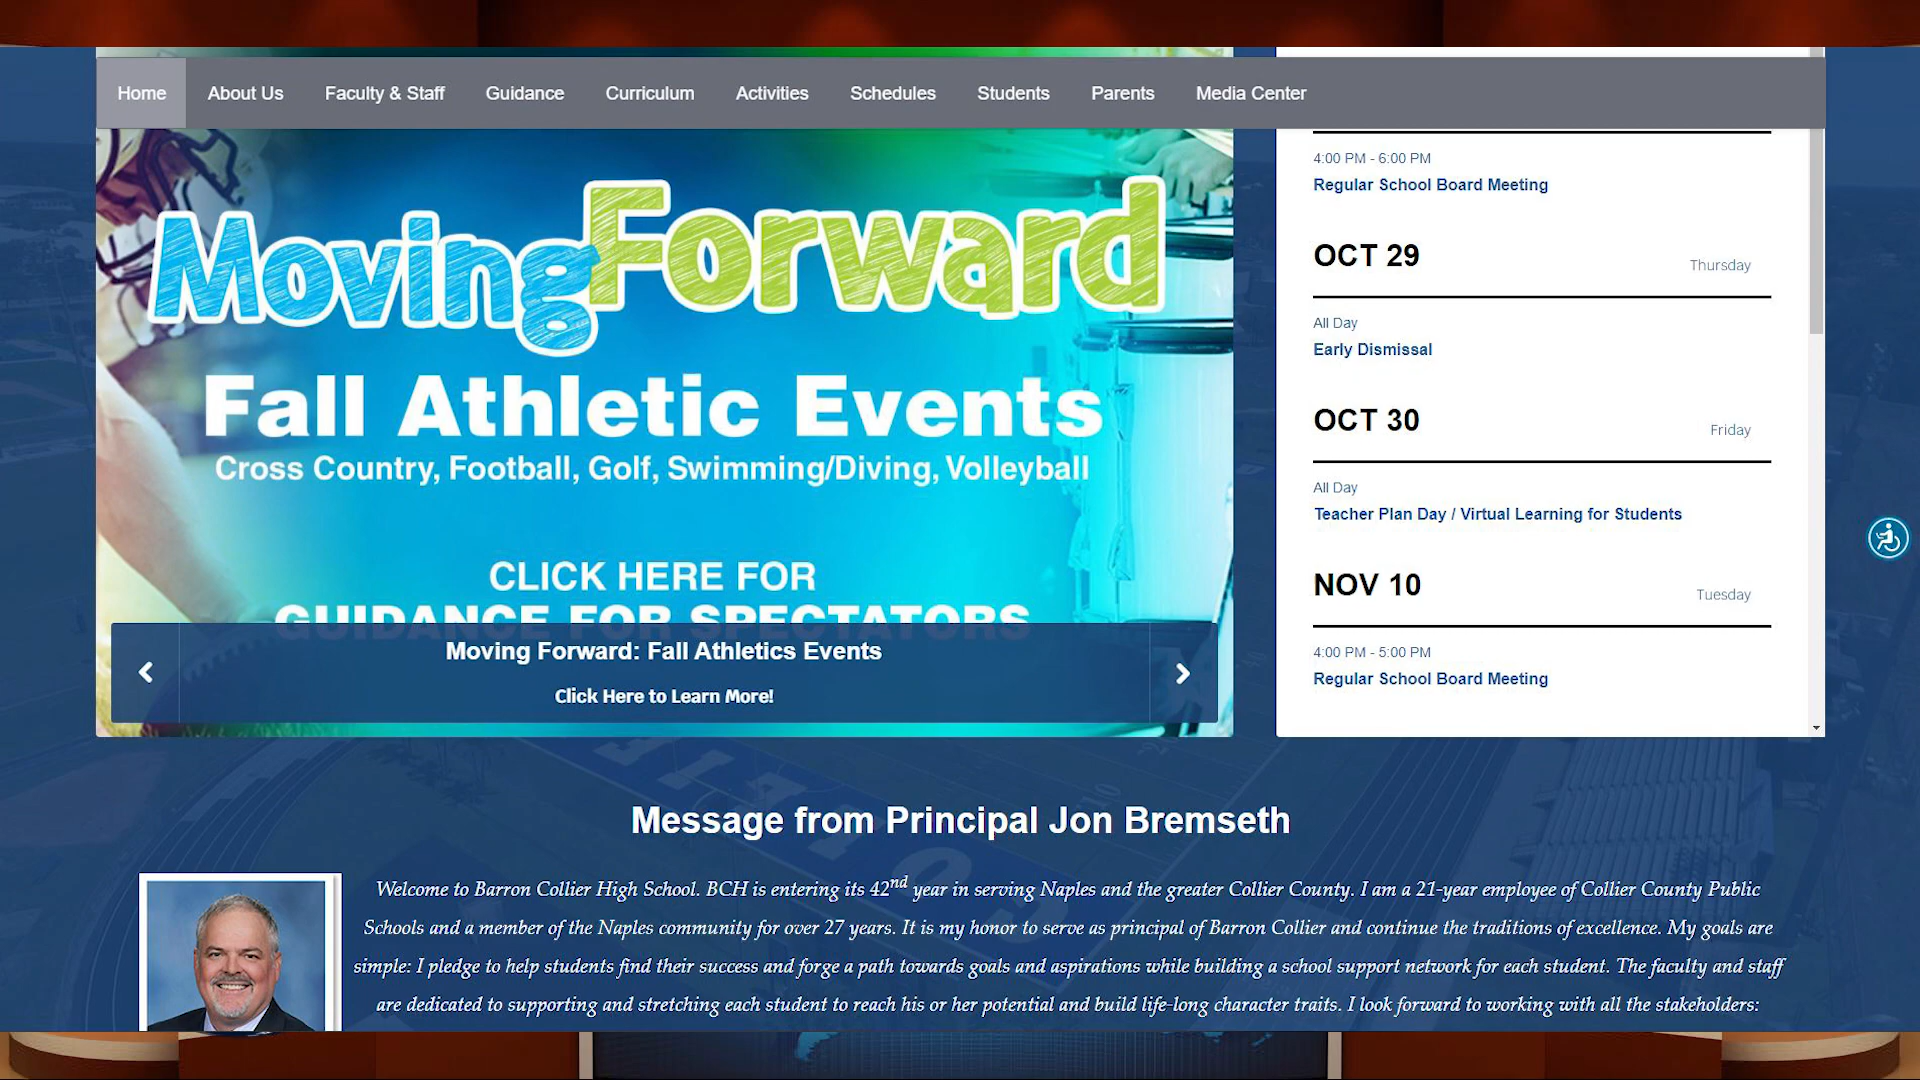 Home About Us Faculty & Staff Guidance Curriculum Activities Schedules Students Parents Media Center
Moving Forward
Fall Athletic Events
Cross Country, Football, Golf, Swimming/Diving, Volleyball
CLICK HERE FOR
GUIDANCE FOR SPECTATORS
Moving Forward: Fall Athletics Events
Click Here to Learn More!
4:00 PM - 6:00 PM
Regular School Board Meeting
OCT 29 Thursday
All Day
Early Dismissal
OCT 30 Friday
All Day
Teacher Plan Day / Virtual Learning for Students
NOV 10 Tuesday
4:00 PM - 5:00 PM
Regular School Board Meeting
Message from Principal Jon Bremseth
Welcome to Barron Collier High School. BCH is entering its 42nd year in serving Naples and the greater Collier County. I am a 21-year employee of Collier County Public
Schools and a member of the Naples community for over 27 years. It is my honor to serve as principal of Barron Collier and continue the traditions of excellence. My goals are
simple: I pledge to help students find their success and forge a path towards goals and aspirations while building a school support network for each student. The faculty and staff
are dedicated to supporting and stretching each student to reach his or her potential and build life-long character traits. I look forward to working with all the stakeholders: